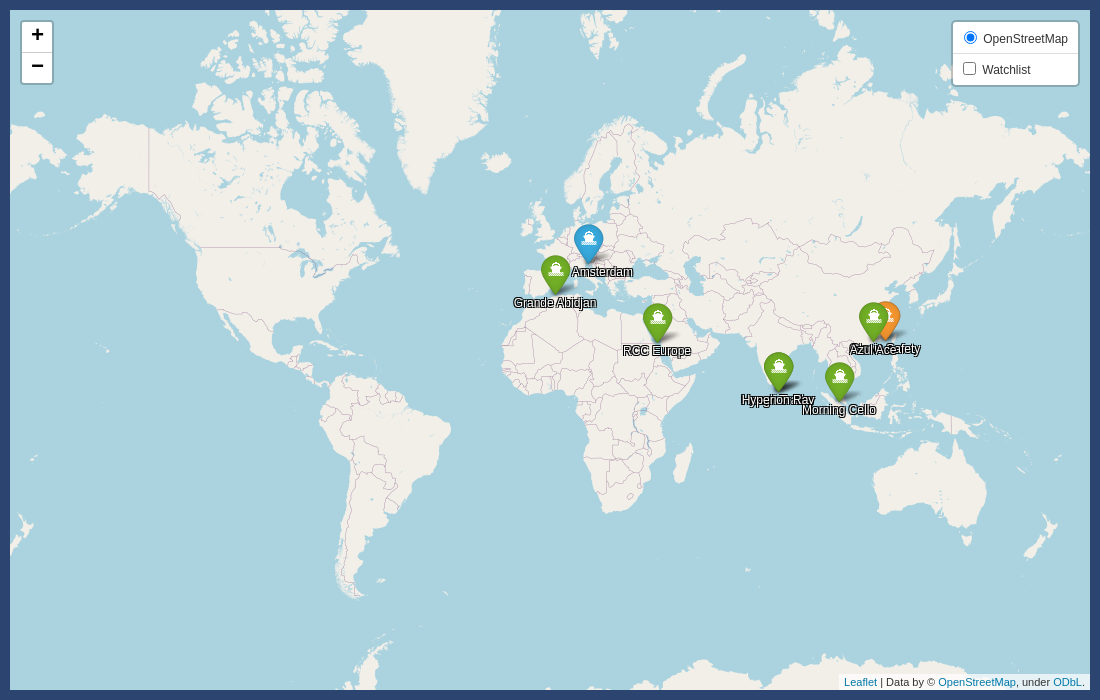 +
−
OpenStreetMap
Watchlist
Amsterdam
Grande Abidjan
RCC Europe
Azul Ace
Safety
Hyperion Ray
Morning Cello
Leaflet | Data by © OpenStreetMap, under ODbL.